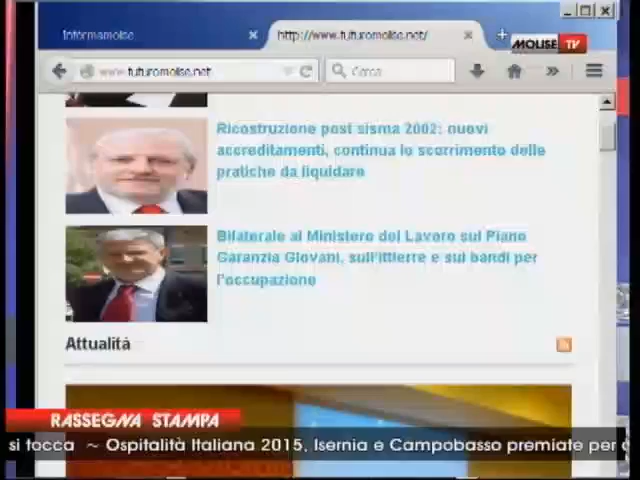 Informamolise
http://www.futuromolise.net/
MOLISE TV
www.futuromolise.net
Cerca
Ricostruzione post sisma 2002: nuovi
accreditamenti, continua lo scorrimento delle
pratiche da liquidare
Bilaterale al Ministero del Lavoro sul Piano
Garanzia Giovani, sull'Ittierre e sui bandi per
l'occupazione
Attualità
RASSEGNA STAMPA
si tocca ~ Ospitalità Italiana 2015, Isernia e Campobasso premiate per